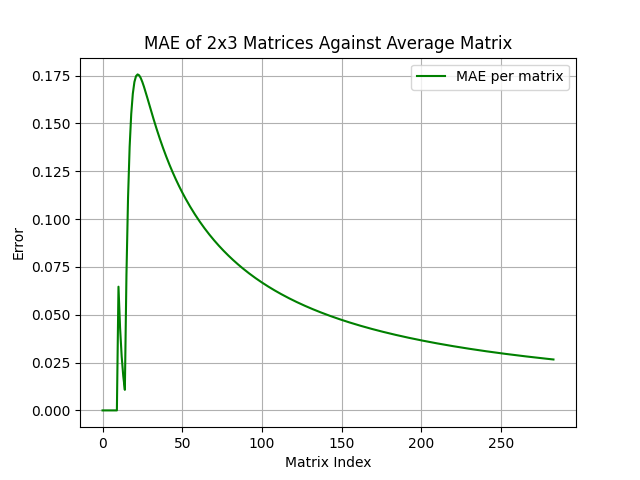 MAE of 2x3 Matrices Against Average Matrix
MAE per matrix
0.175
0.150
0.125
0.100
0.075
0.050
0.025
0.000
Error
0 50 100 150 200 250
Matrix Index